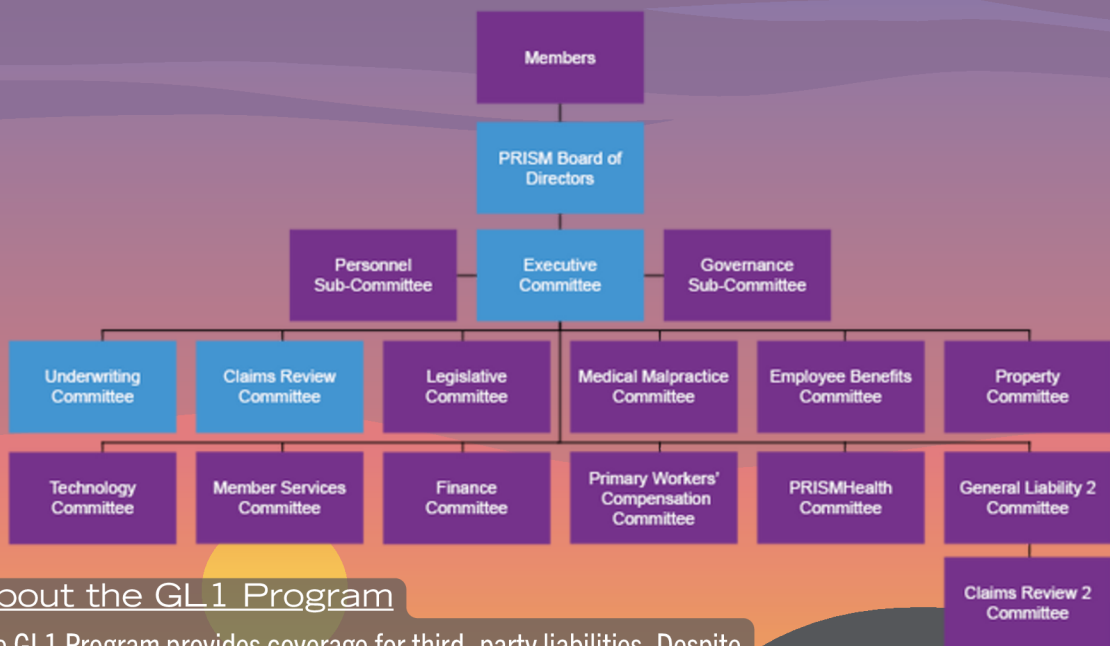 Members
PRISM Board of
Directors
Personnel
Sub-Committee
Executive
Committee
Governance
Sub-Committee
Underwriting
Committee
Claims Review
Committee
Legislative
Committee
Medical Malpractice
Committee
Employee Benefits
Committee
Property
Committee
Technology
Committee
Member Services
Committee
Finance
Committee
Primary Workers'
Compensation
Committee
PRISMHealth
Committee
General Liability 2
Committee
Claims Review 2
Committee
the GL1 Program
GL1 Program provides coverage for third-party liabilities. Despite